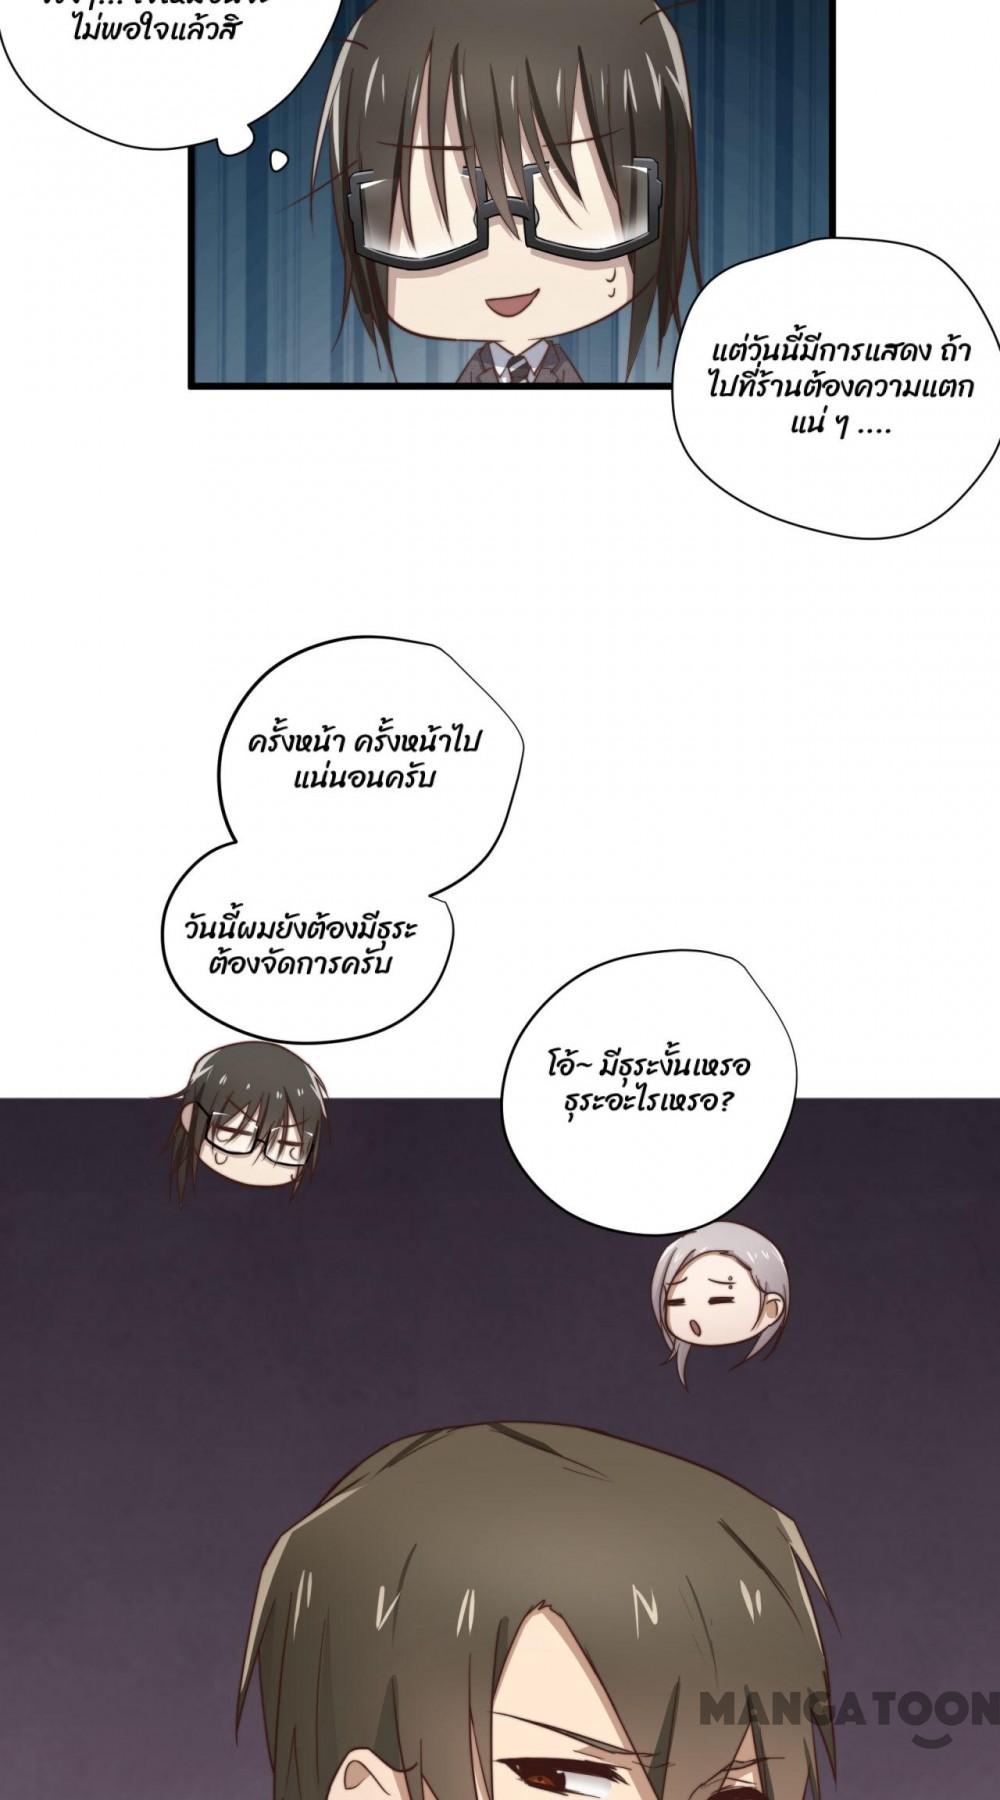 ไม่พอใจแล้วสิ
แต่วันนี้มีการแสดง ถ้า
ไปที่ร้านต้องความแตก
แน่ ๆ ....
ครั้งหน้า ครั้งหน้าไป
แน่นอนครับ
วันนี้ผมยังต้องมีธุระ
ต้องจัดการครับ
โอ้~ มีธุระงั้นเหรอ
ธุระอะไรเหรอ?
MANGATOON